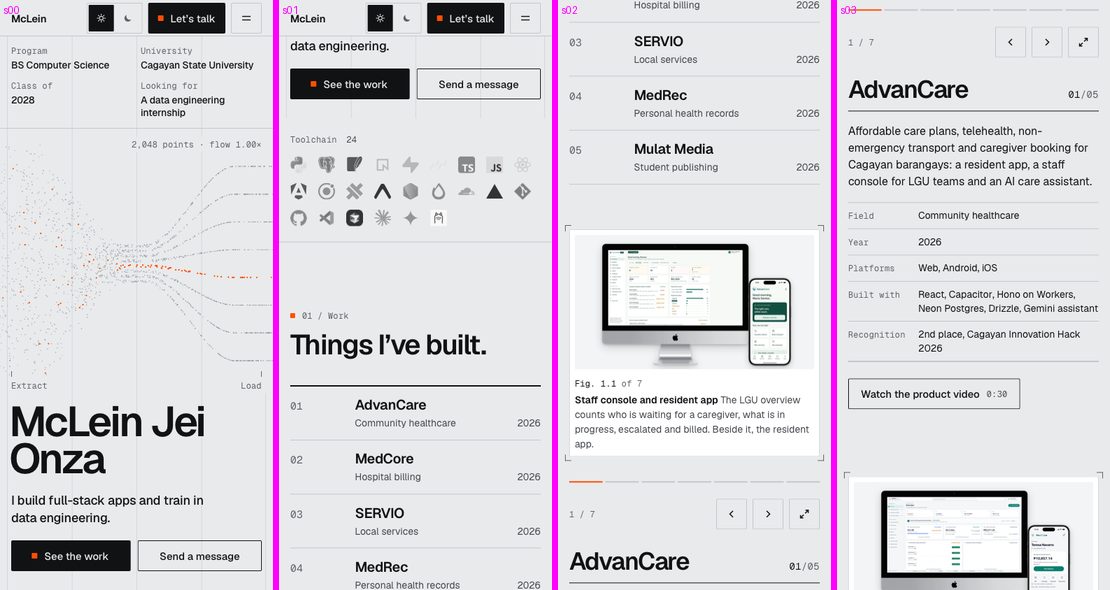 s00
McLein
Let's talk
Program
BS Computer Science
University
Cagayan State University
Class of
2028
Looking for
A data engineering
internship
2,048 points · flow 1.00×
Extract
Load
McLein Jei
Onza
I build full-stack apps and train in
data engineering.
See the work
Send a message
s01
McLein
Let's talk
data engineering.
See the work
Send a message
Toolchain 24
TS
JS
01 / Work
Things I've built.
01
AdvanCare
Community healthcare
2026
02
MedCore
Hospital billing
2026
03
SERVIO
Local services
2026
04
MedRec
Personal health records
2026
s02
Hospital billing
2026
03
SERVIO
Local services
2026
04
MedRec
Personal health records
2026
05
Mulat Media
Student publishing
2026
Fig. 1.1 of 7
Staff console and resident app The LGU overview
counts who is waiting for a caregiver, what is in
progress, escalated and billed. Beside it, the resident
app.
1 / 7
AdvanCare
01/05
s03
1 / 7
AdvanCare
01/05
Affordable care plans, telehealth, non-
emergency transport and caregiver booking for
Cagayan barangays: a resident app, a staff
console for LGU teams and an AI care assistant.
Field
Community healthcare
Year
2026
Platforms
Web, Android, iOS
Built with
React, Capacitor, Hono on Workers,
Neon Postgres, Drizzle, Gemini assistant
Recognition
2nd place, Cagayan Innovation Hack
2026
Watch the product video 0:30